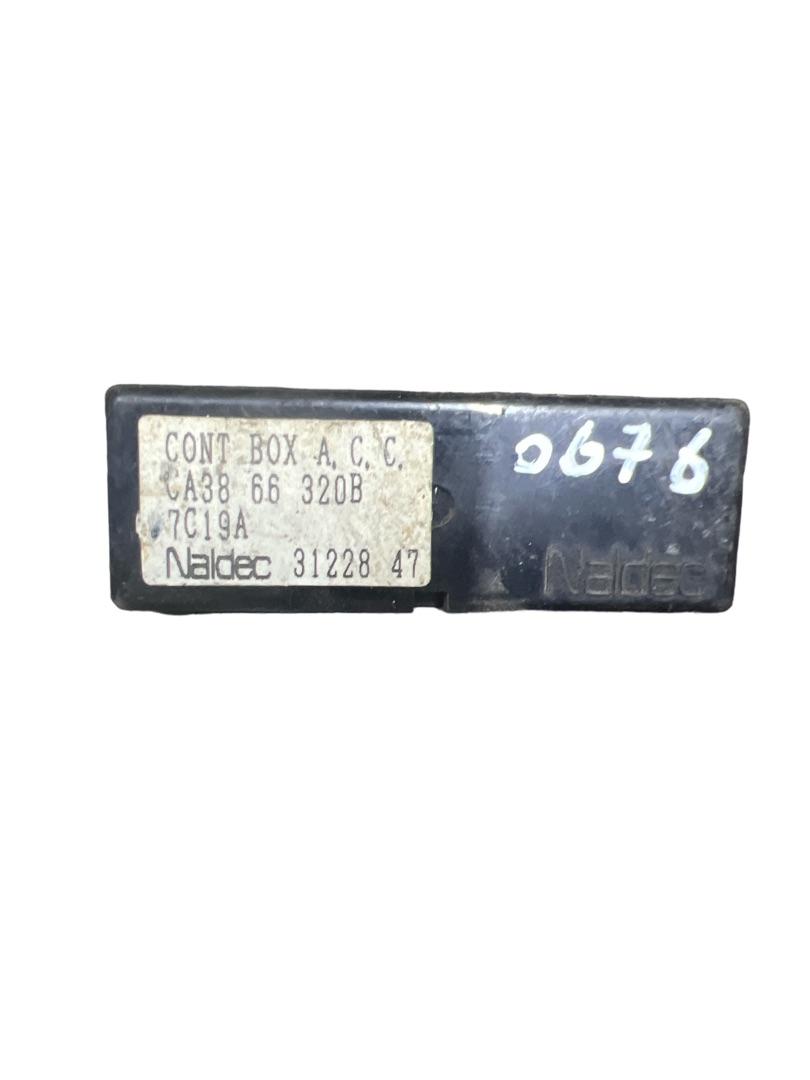 CONT BOX A. C. C.
CA38 66 320B
7C19A
Naldec 31228 47
0676
Naldec